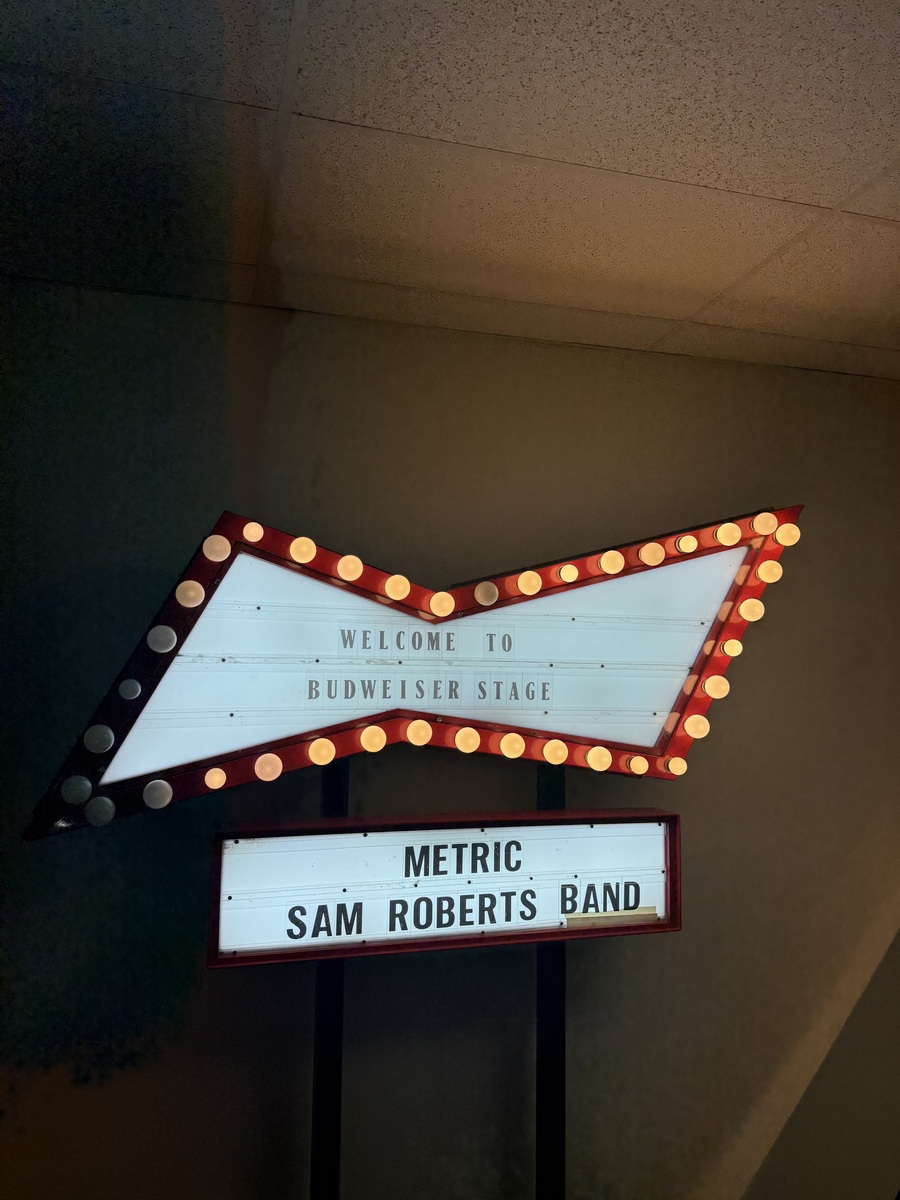 WELCOME TO
BUDWEISER STAGE
METRIC
SAM ROBERTS BAND